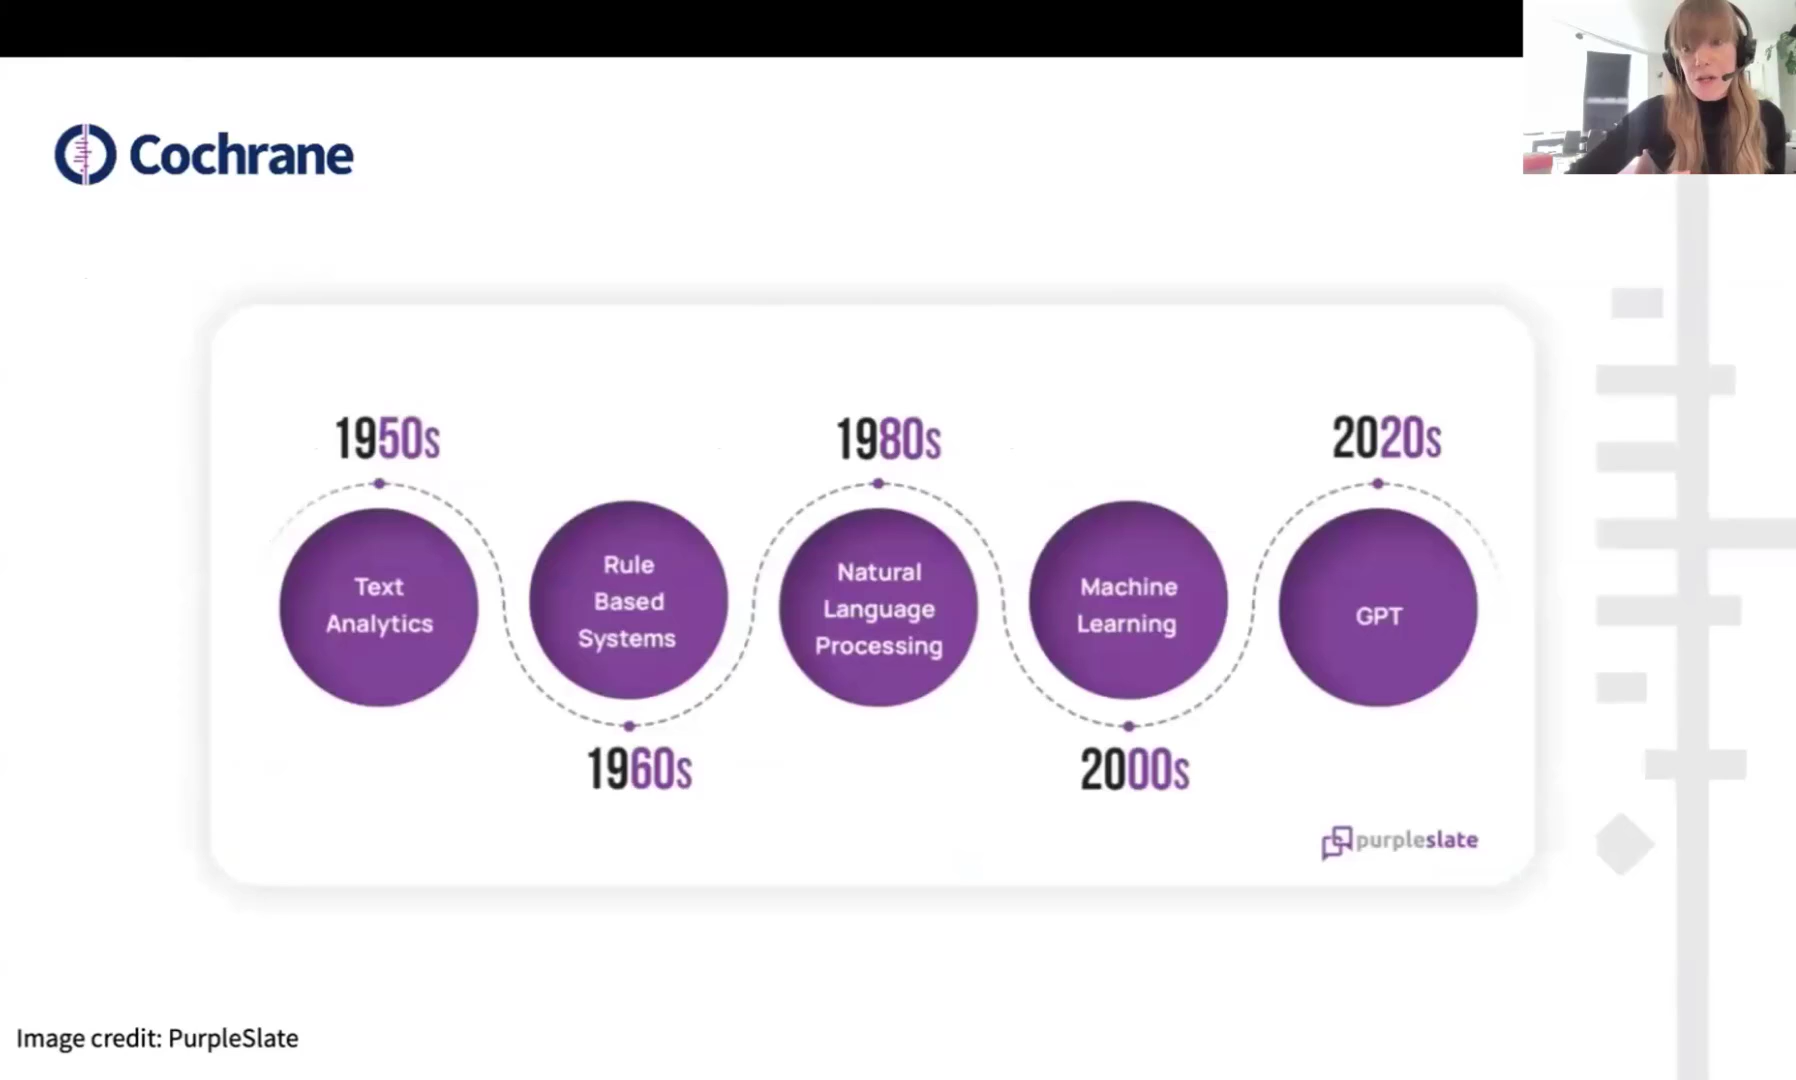 Cochrane
1950s
1980s
2020s
Text
Analytics
Rule
Based
Systems
Natural
Language
Processing
Machine
Learning
GPT
1960s
2000s
purpleslate
Image credit: PurpleSlate